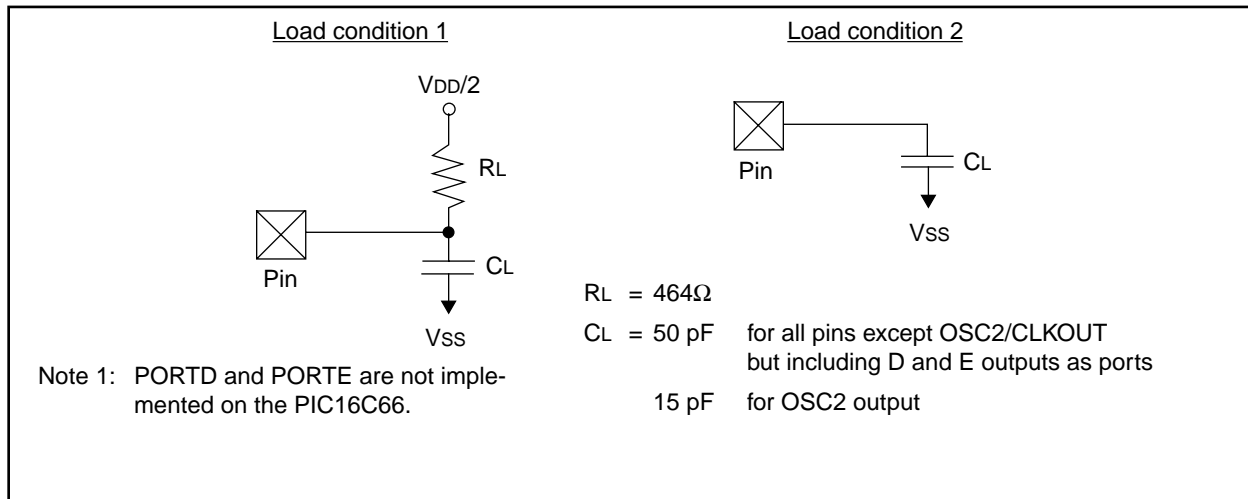 Load condition 1
VDD/2
RL
Pin
CL
VSS
Note 1: PORTD and PORTE are not imple-
mented on the PIC16C66.
Load condition 2
Pin
CL
VSS
RL = 464Ω
CL = 50 pF for all pins except OSC2/CLKOUT
but including D and E outputs as ports
15 pF for OSC2 output